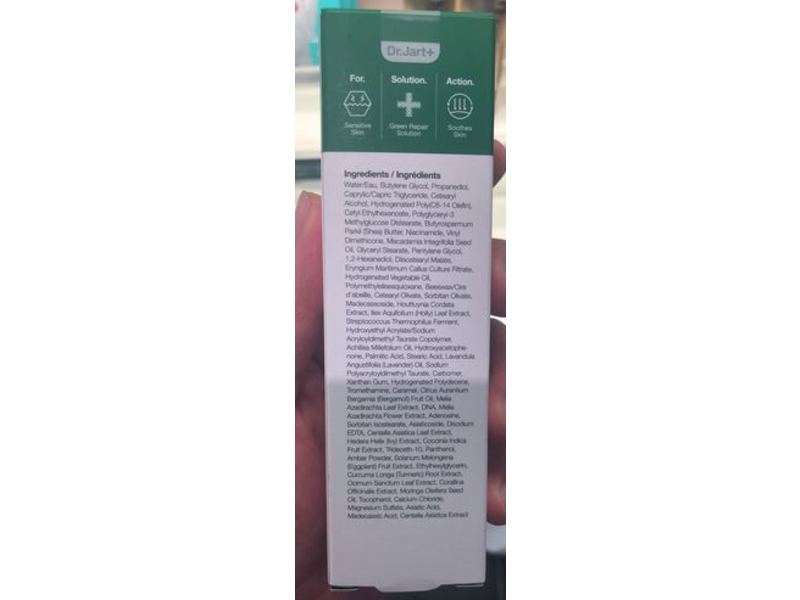 Dr.Jart+
For. Solution. Action.
Sensitive Skin
Green Repair Solution
Soothes Skin
Ingredients / Ingrédients
Water/Eau, Butylene Glycol, Propanediol,
Caprylic/Capric Triglyceride, Cetearyl
Alcohol, Hydrogenated Poly(C6-14 Olefin),
Cetyl Ethylhexanoate, Polyglyceryl-3
Methylglucose Distearate, Butyrospermum
Parkii (Shea) Butter, Niacinamide, Vinyl
Dimethicone, Macadamia Integrifolia Seed
Oil, Glyceryl Stearate, Pentylene Glycol,
1,2-Hexanediol, Diisostearyl Malate,
Eryngium Maritimum Callus Culture Filtrate,
Hydrogenated Vegetable Oil,
Polymethylsilsesquioxane, Beeswax/Cire
d'abeille, Cetearyl Olivate, Sorbitan Olivate,
Madecassoside, Houttuynia Cordata
Extract, Ilex Aquifolium (Holly) Leaf Extract,
Streptococcus Thermophilus Ferment,
Hydroxyethyl Acrylate/Sodium
Acryloyldimethyl Taurate Copolymer,
Achillea Millefolium Oil, Hydroxyacetophe-
none, Palmitic Acid, Stearic Acid, Lavandula
Angustifolia (Lavender) Oil, Sodium
Polyacryloyldimethyl Taurate, Carbomer,
Xanthan Gum, Hydrogenated Polydecene,
Tromethamine, Caramel, Citrus Aurantium
Bergamia (Bergamot) Fruit Oil, Melia
Azadirachta Leaf Extract, DNA, Melia
Azadirachta Flower Extract, Adenosine,
Sorbitan Isostearate, Asiaticoside, Disodium
EDTA, Centella Asiatica Leaf Extract,
Hedera Helix (Ivy) Extract, Coccinia Indica
Fruit Extract, Trideceth-10, Panthenol,
Amber Powder, Solanum Melongena
(Eggplant) Fruit Extract, Ethylhexylglycerin,
Curcuma Longa (Turmeric) Root Extract,
Ocimum Sanctum Leaf Extract, Corallina
Officinalis Extract, Moringa Oleifera Seed
Oil, Tocopherol, Calcium Chloride,
Magnesium Sulfate, Asiatic Acid,
Madecassic Acid, Centella Asiatica Extract